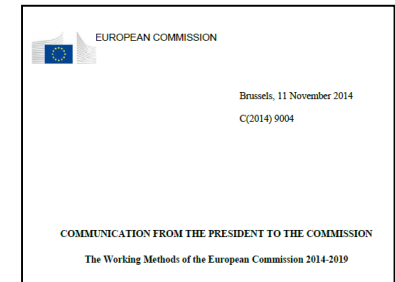 EUROPEAN COMMISSION
Brussels, 11 November 2014
C(2014) 9004
COMMUNICATION FROM THE PRESIDENT TO THE COMMISSION
The Working Methods of the European Commission 2014-2019